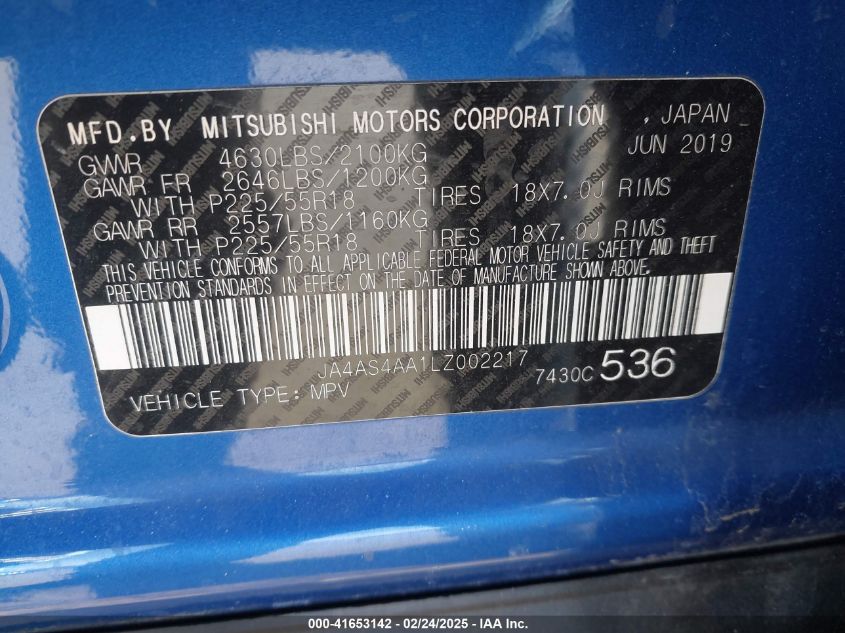 MFD.BY MITSUBISHI MOTORS CORPORATION , JAPAN
GVWR 4630LBS/2100KG JUN 2019
GAWR FR 2646LBS/1200KG
WITH P225/55R18 TIRES 18X7.0J RIMS
GAWR RR 2557LBS/1160KG
WITH P225/55R18 TIRES 18X7.0J RIMS
THIS VEHICLE CONFORMS TO ALL APPLICABLE FEDERAL MOTOR VEHICLE SAFETY AND THEFT
PREVENTION STANDARDS IN EFFECT ON THE DATE OF MANUFACTURE SHOWN ABOVE.
JA4AS4AA1LZ002217
VEHICLE TYPE: MPV 7430C 536
000-41653142 - 02/24/2025 - IAA Inc.